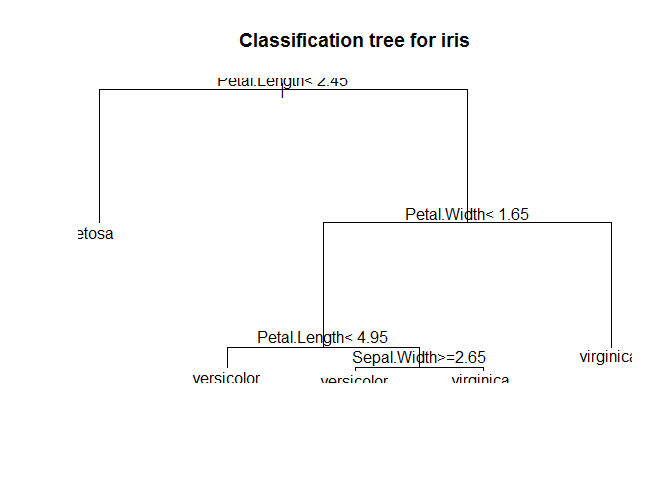 Classification tree for iris
Petal.Length< 2.45
Petal.Width< 1.65
etosa
Petal.Length< 4.95
Sepal.Width>=2.65
virginica
versicolor
versicolor
virginica